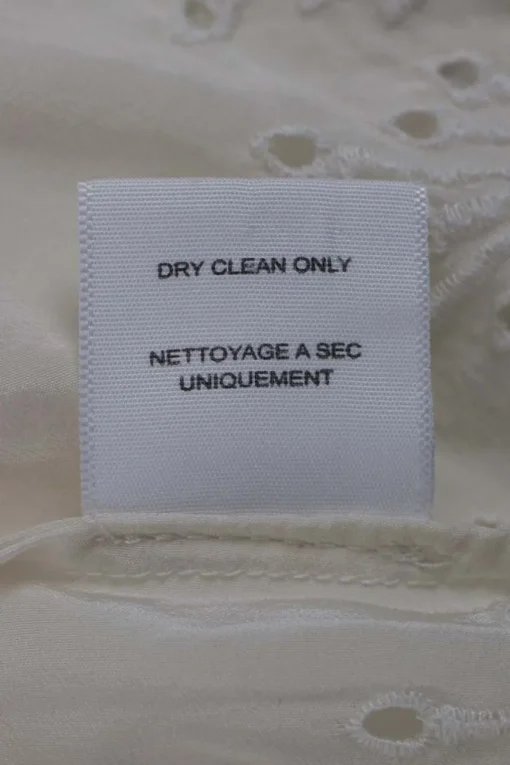 DRY CLEAN ONLY
NETTOYAGE A SEC
UNIQUEMENT